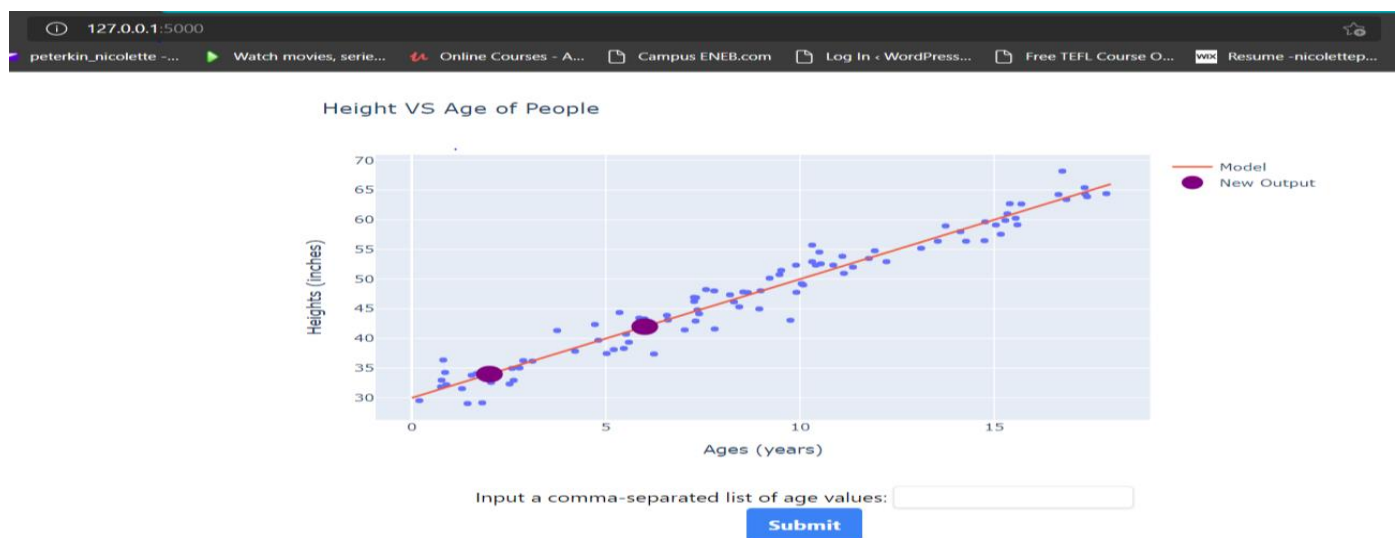 127.0.0.1:5000
peterkin_nicolette -... Watch movies, serie... Online Courses - A... Campus ENEB.com Log In ‹ WordPress... Free TEFL Course O... WIX Resume -nicolettep...
Height VS Age of People
70
65
60
55
50
45
40
35
30
Heights (inches)
0 5 10 15
Ages (years)
Model
New Output
Input a comma-separated list of age values:
Submit